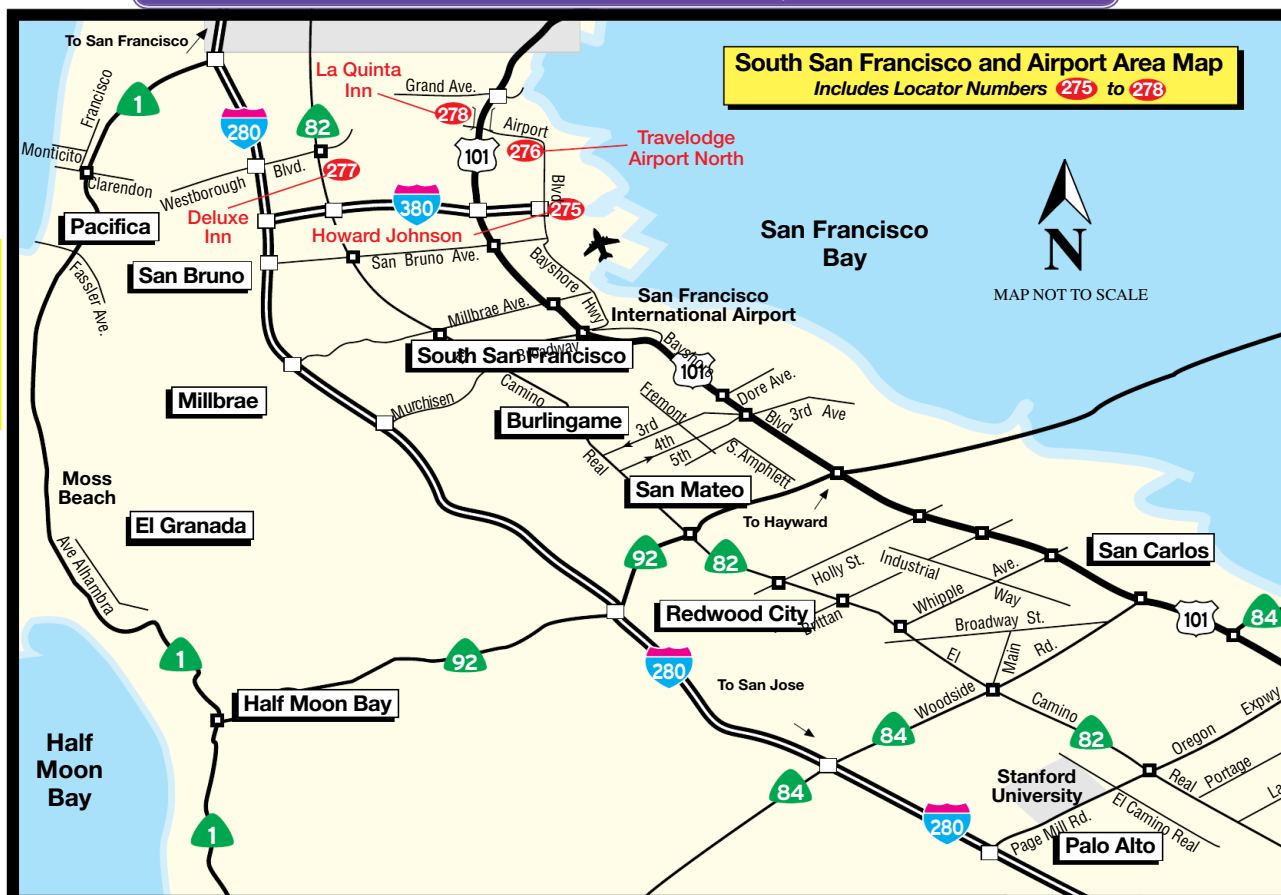 To San Francisco
South San Francisco and Airport Area Map
Includes Locator Numbers 275 to 278
La Quinta
Inn
Grand Ave.
278
Airport
Blvd
Travelodge
Airport North
276
101
Francisco
1
280
82
Monticito
Clarendon
Westborough
Blvd.
277
380
275
Pacifica
Deluxe
Inn
Howard Johnson
San Francisco
Bay
N
MAP NOT TO SCALE
San Bruno
San Bruno Ave.
Fassler Ave.
Bayshore
Hwy
Millbrae Ave.
San Francisco
International Airport
South San Francisco
Broadway
Bayshore
Blvd
101
Millbrae
Murchisen
Camino
Real
Burlingame
Fremont
Dore Ave.
3rd Ave
3rd
4th
5th
S. Amphlett
Moss
Beach
San Mateo
To Hayward
El Granada
Ave Alhambra
92
82
Holly St.
Industrial
Way
Whipple
Ave.
San Carlos
Redwood City
Brittan
Broadway St.
101
84
El
Main
Rd.
1
92
280
To San Jose
Woodside
Half Moon Bay
Camino
84
82
Oregon
Expwy
Half
Moon
Bay
Stanford
University
Real
Portage
La
84
El Camino Real
1
280
Page Mill Rd.
Palo Alto